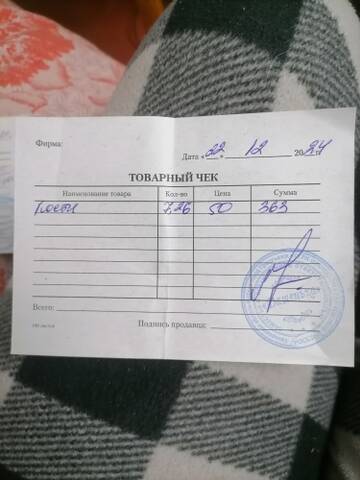 Фирма:
Дата «22» 12 2024
ТОВАРНЫЙ ЧЕК
Наименование товара Кол-во Цена Сумма
кости 7,26 50 363
Всего:
Подпись продавца: